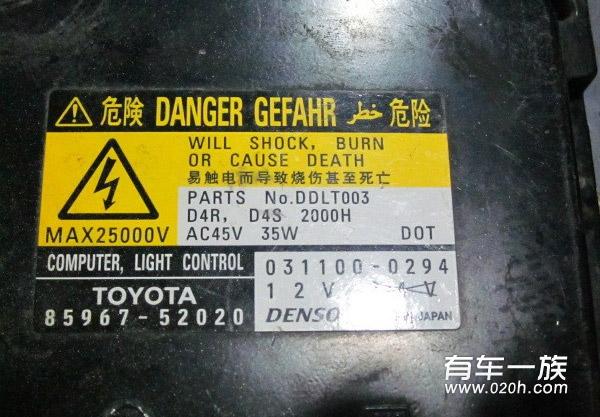 危険 DANGER GEFAHR خطر 危险
WILL SHOCK, BURN
OR CAUSE DEATH
易触电而导致烧伤甚至死亡
MAX25000V
PARTS No.DDLT003
D4R, D4S 2000H
AC45V 35W DOT
COMPUTER, LIGHT CONTROL
TOYOTA
85967-52020
031100-0294
12V
DENSO JAPAN
有车一族
www.020h.com